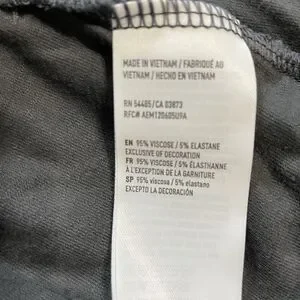 MADE IN VIETNAM / FABRIQUÉ AU
VIETNAM / HECHO EN VIETNAM
RN 54485/CA 03873
RFC# AEM120605U9A
EN 95% VISCOSE / 5% ELASTANE
EXCLUSIVE OF DECORATION
FR 95% VISCOSE / 5% ÉLASTHANNE
À L'EXCEPTION DE LA GARNITURE
SP 95% viscosa / 5% elastano
EXCEPTO LA DECORACIÓN